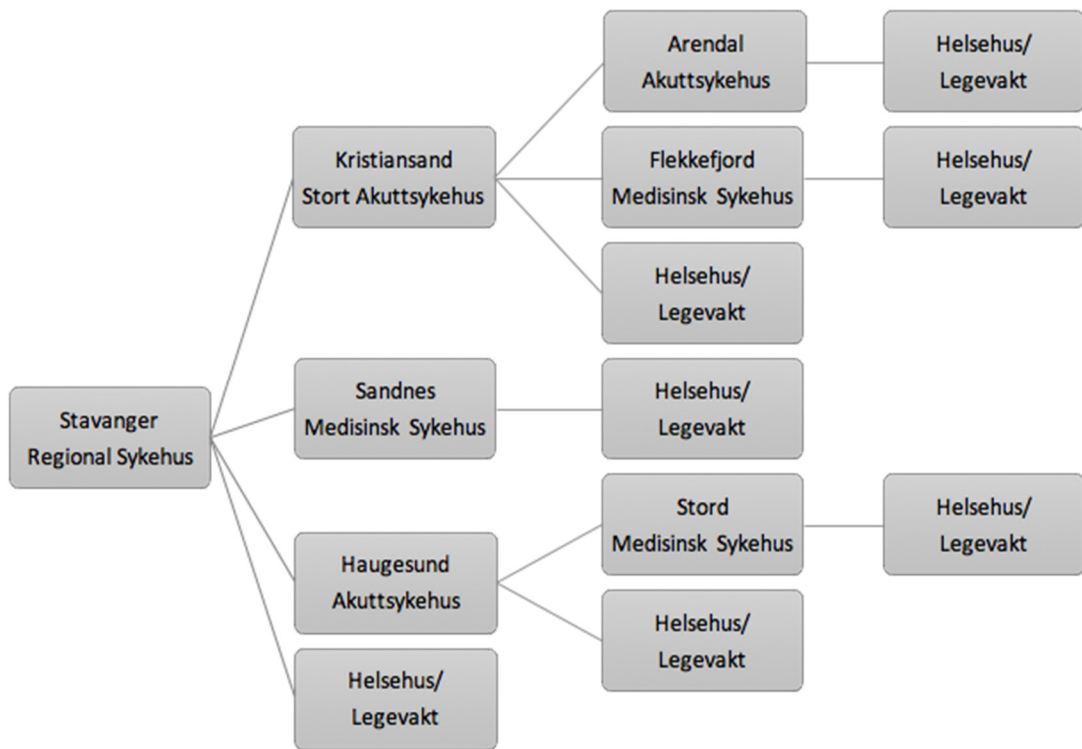 Stavanger
Regional Sykehus
Kristiansand
Stort Akuttsykehus
Arendal
Akuttsykehus
Helsehus/
Legevakt
Flekkefjord
Medisinsk Sykehus
Helsehus/
Legevakt
Helsehus/
Legevakt
Sandnes
Medisinsk Sykehus
Helsehus/
Legevakt
Haugesund
Akuttsykehus
Stord
Medisinsk Sykehus
Helsehus/
Legevakt
Helsehus/
Legevakt
Helsehus/
Legevakt